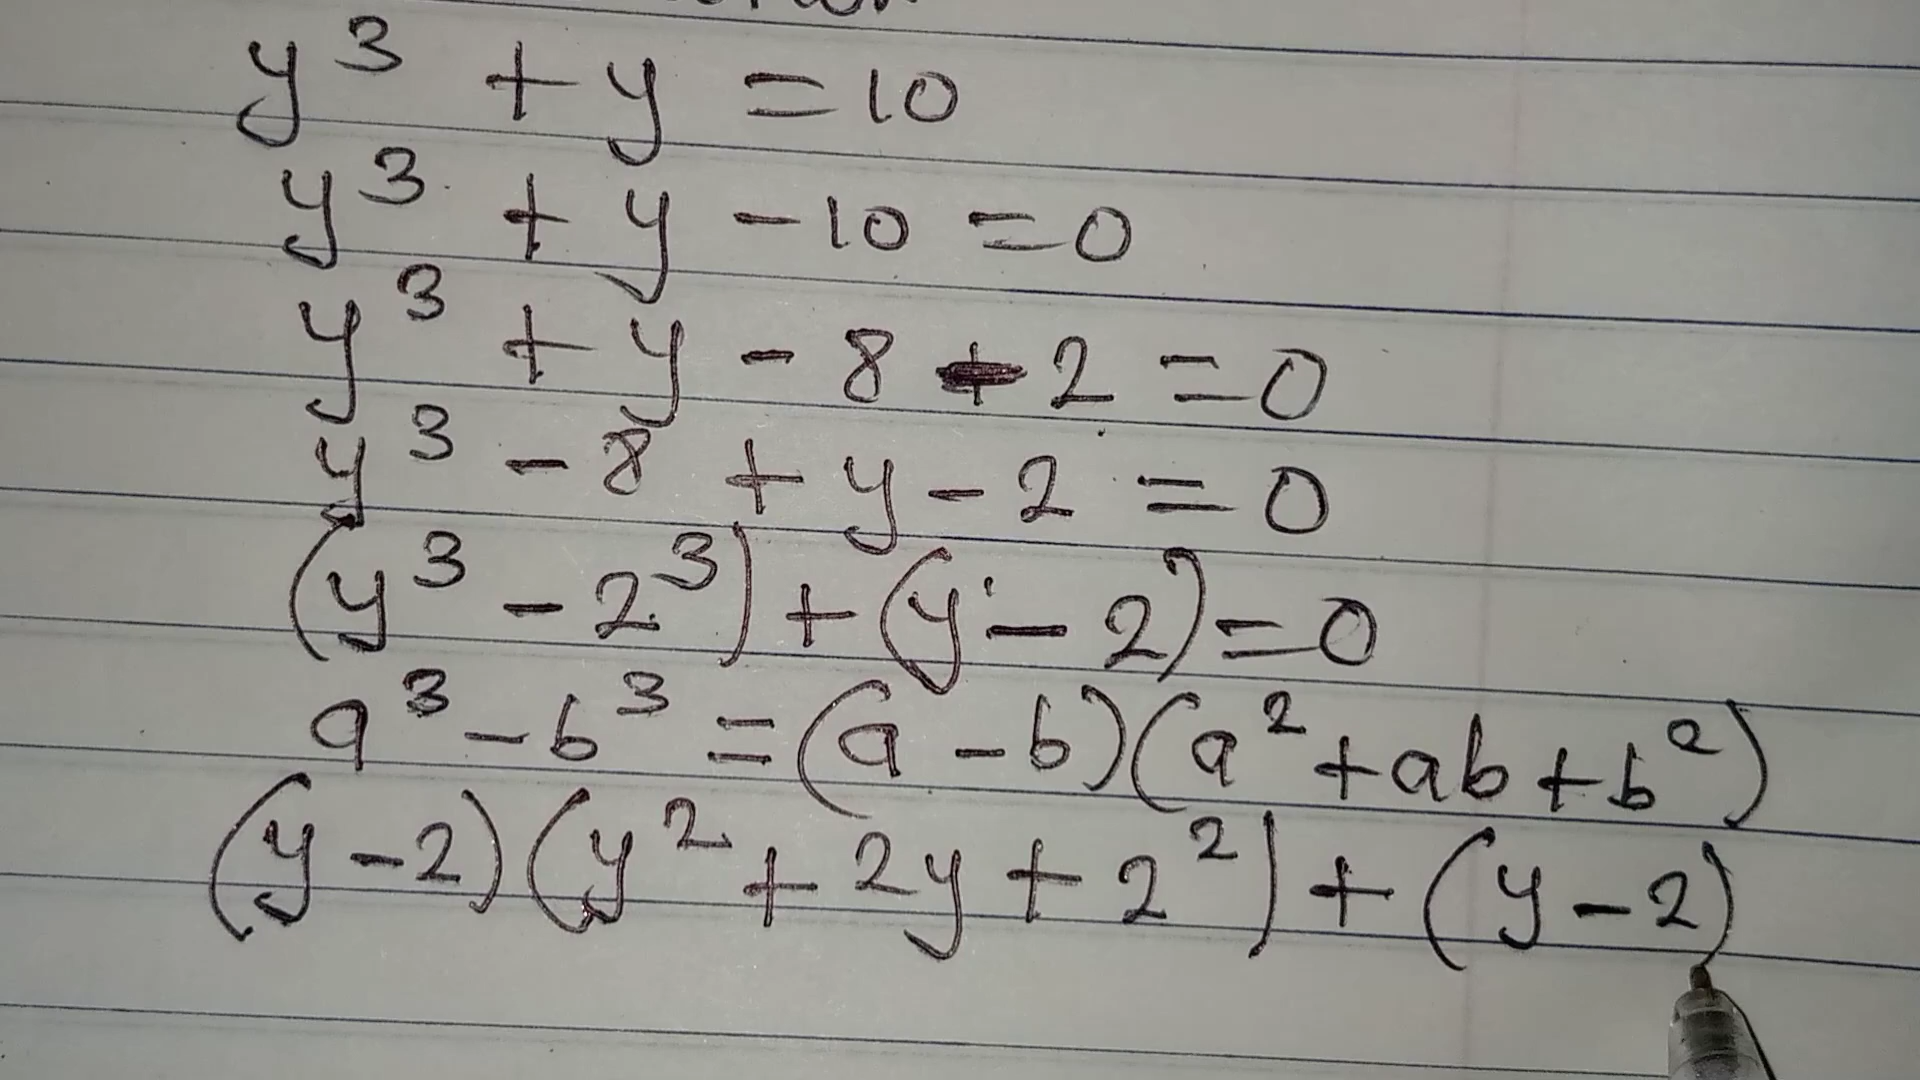 y³ + y = 10
y³ + y - 10 = 0
y³ + y - 8 - 2 = 0
y³ - 8 + y - 2 = 0
(y³ - 2³) + (y - 2) = 0
a³ - b³ = (a - b)(a² + ab + b²)
(y - 2)(y² + 2y + 2²) + (y - 2)